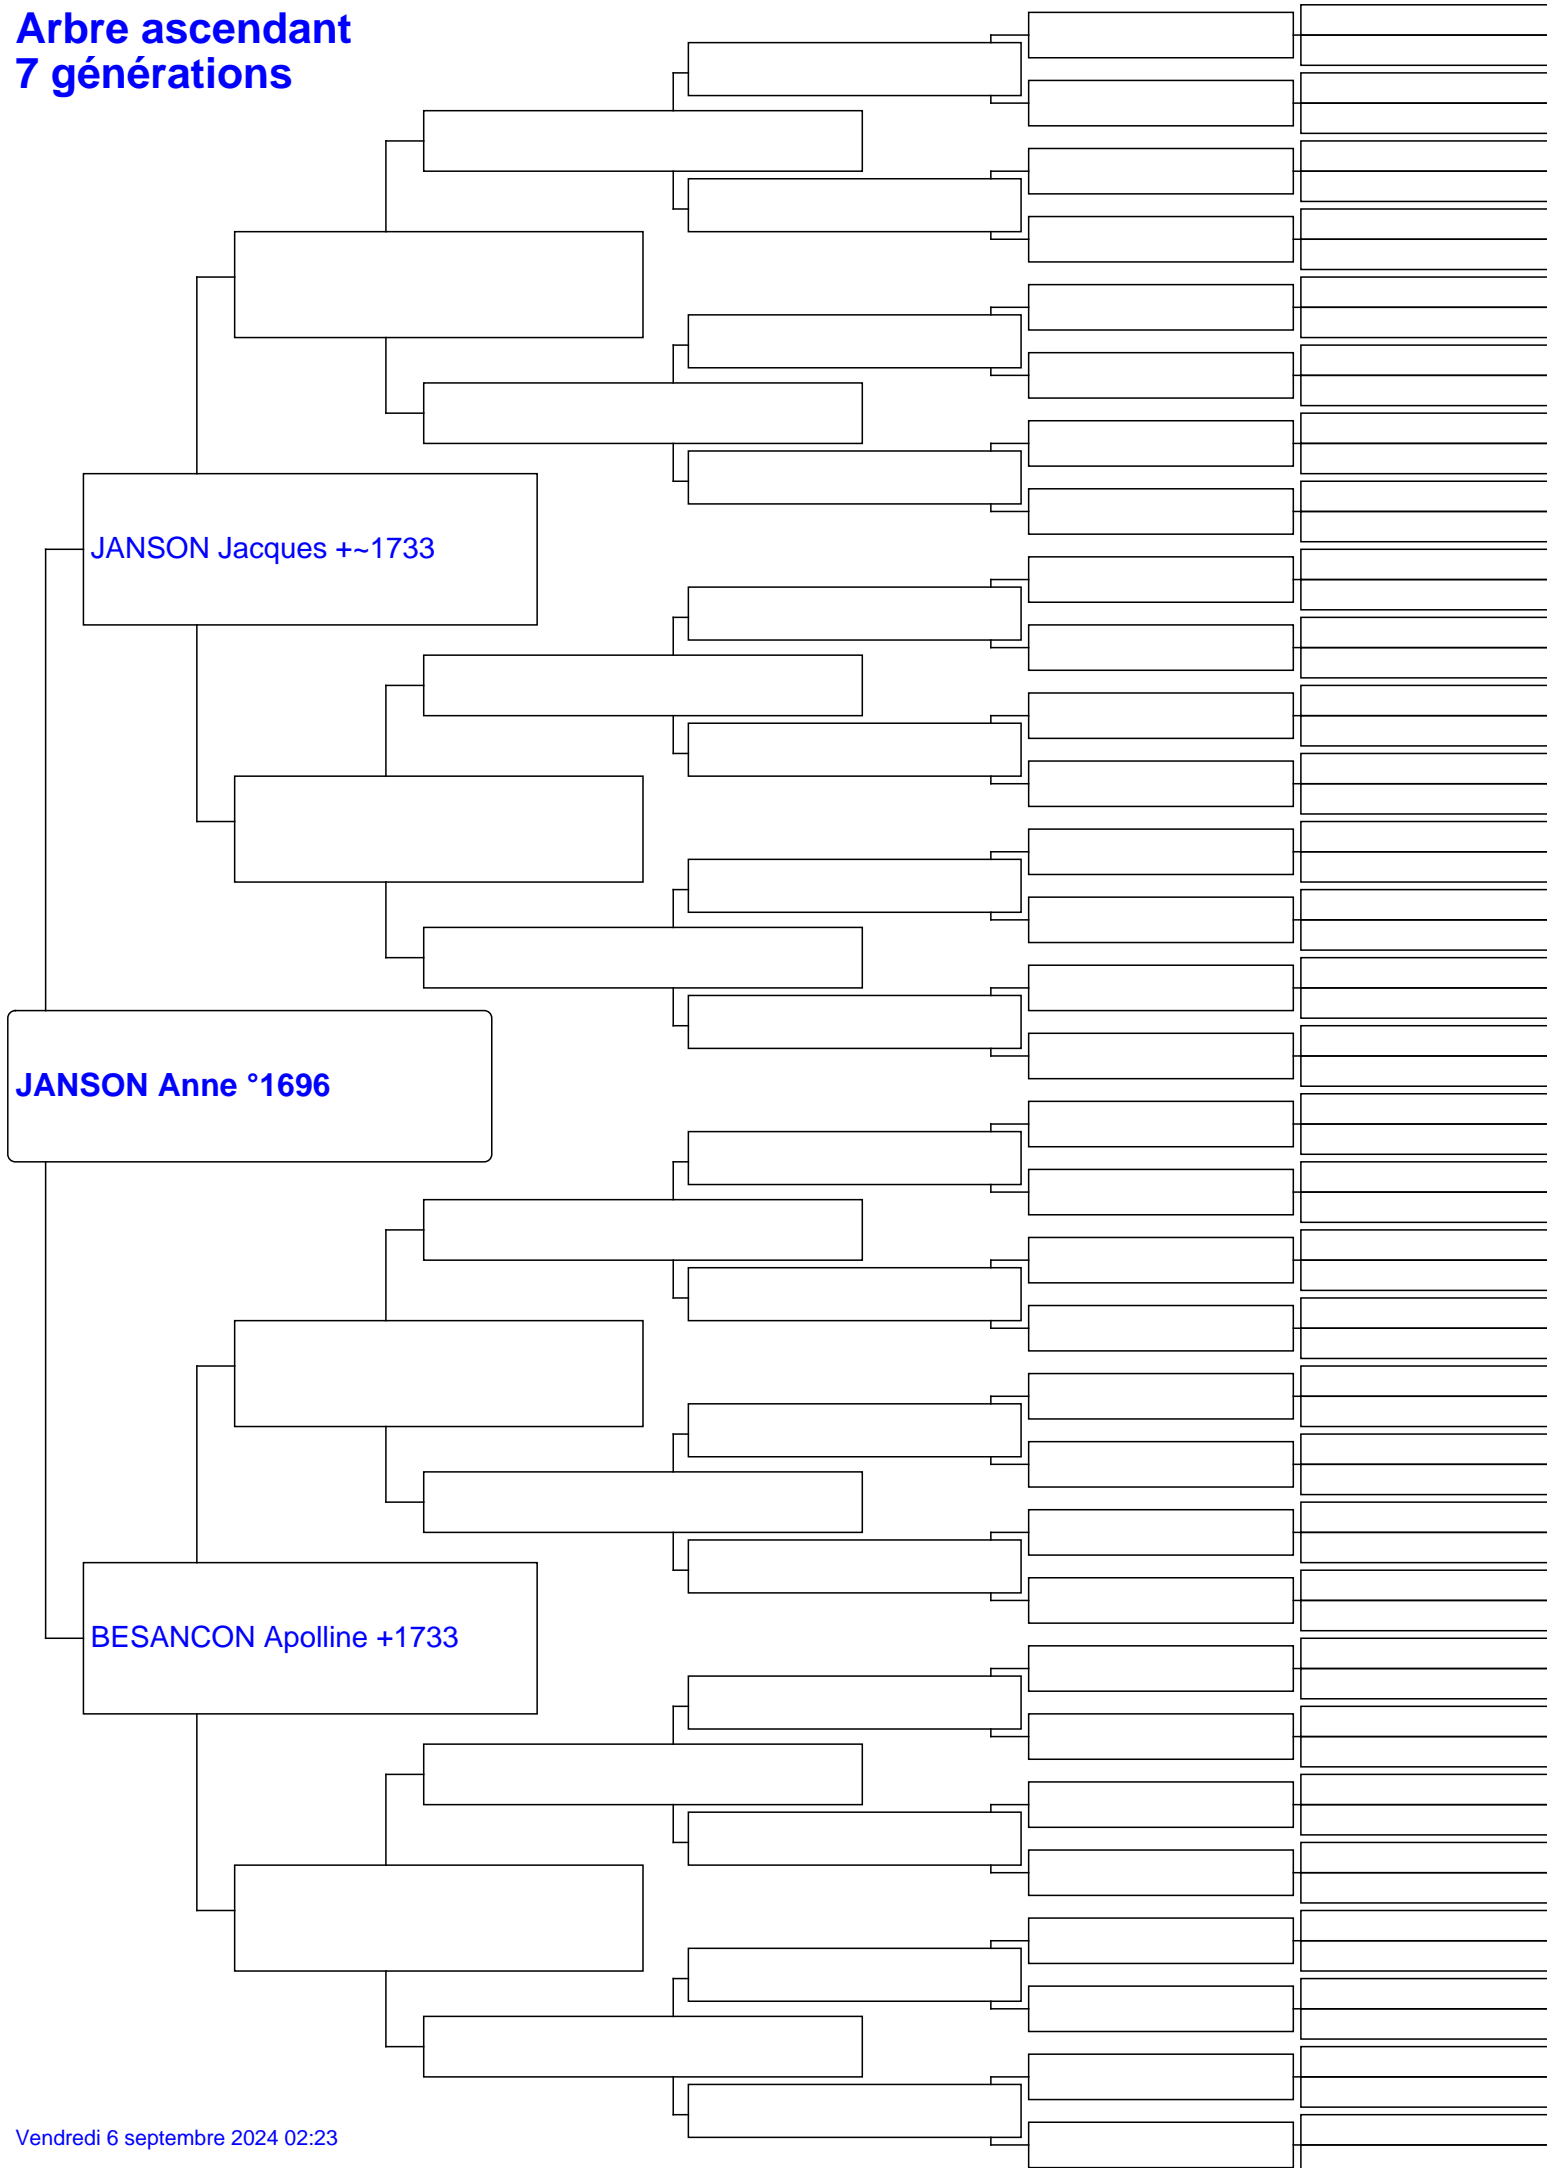 Arbre ascendant
7 générations
JANSON Jacques +~1733
JANSON Anne °1696
BESANCON Apolline +1733
Vendredi 6 septembre 2024 02:23